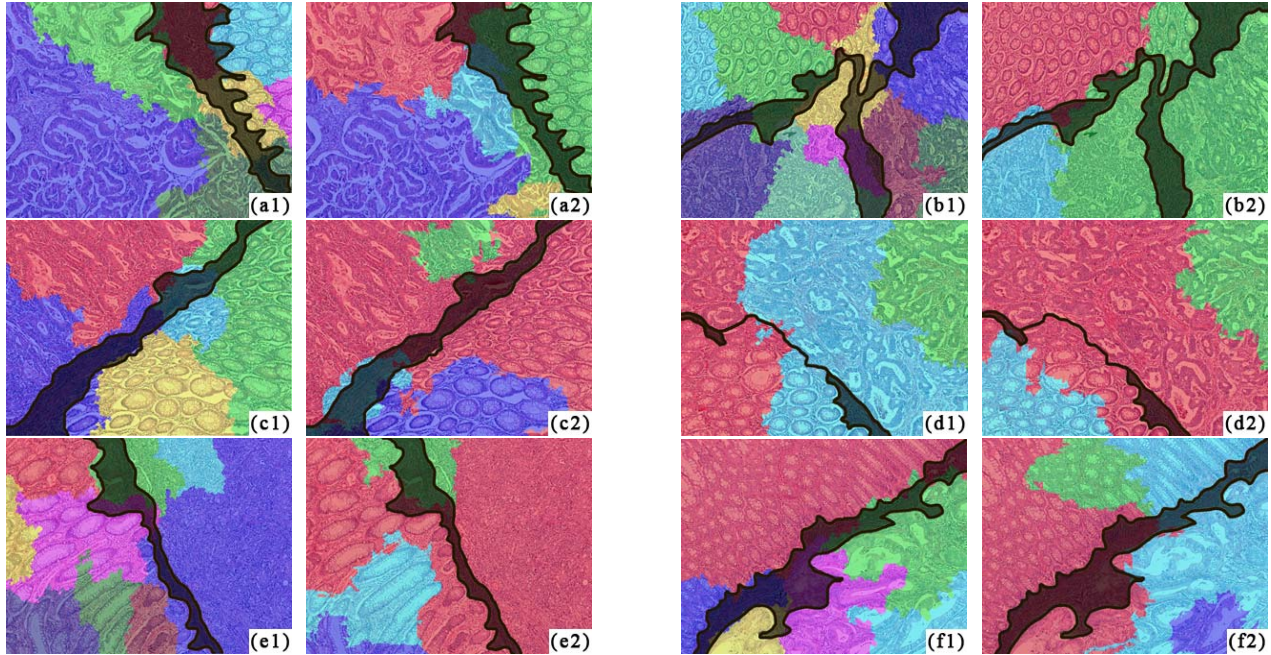 (a1) (a2) (b1) (b2)
(c1) (c2) (d1) (d2)
(e1) (e2) (f1) (f2)